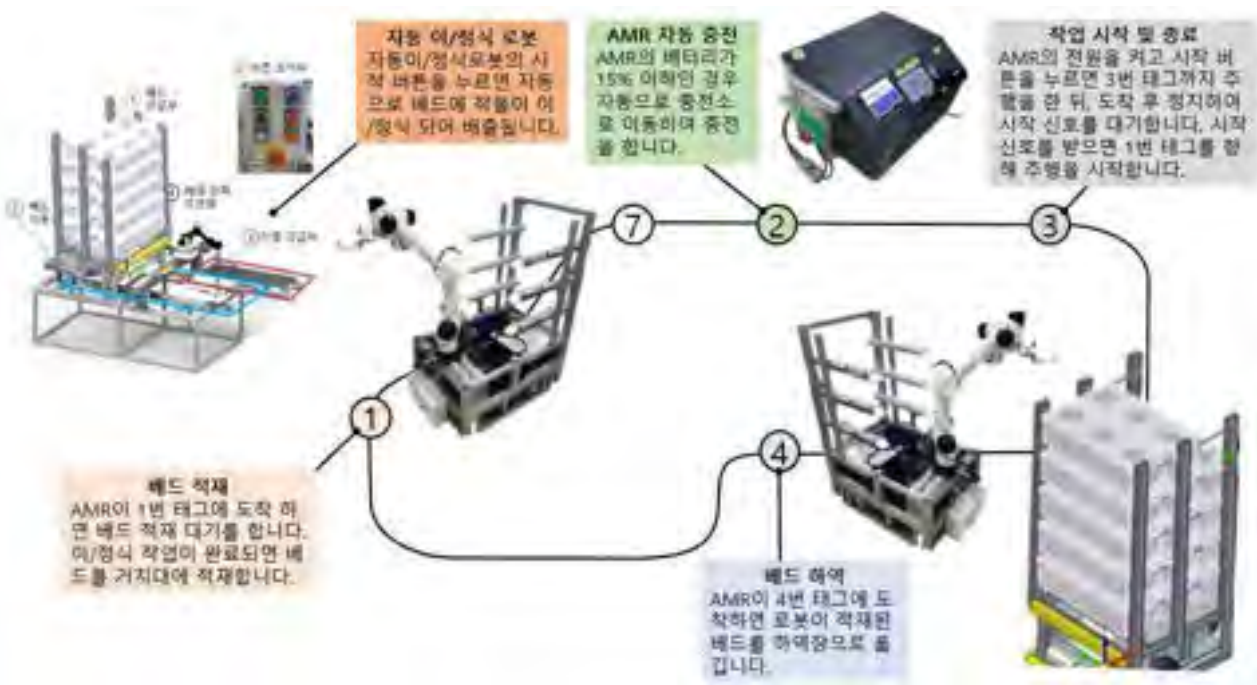 자동 이/정식 로봇
자동이/정식로봇의 시
작 버튼을 누르면 자동
으로 베드에 작물이 이
/정식 되어 배출됩니다.
AMR 자동 충전
AMR의 배터리가
15% 이하인 경우
자동으로 충전소
로 이동하여 충전
을 합니다.
작업 시작 및 종료
AMR의 전원을 켜고 시작 버
튼을 누르면 3번 태그까지 주
행을 한 뒤, 도착 후 정지하여
시작 신호를 대기합니다. 시작
신호를 받으면 1번 태그를 향
해 주행을 시작합니다.
7
2
3
1
4
베드 적재
AMR이 1번 태그에 도착 하
면 베드 적재 대기를 합니다.
이/정식 작업이 완료되면 베
드를 거치대에 적재합니다.
베드 하역
AMR이 4번 태그에 도
착하면 로봇이 적재된
베드를 하역장으로 옮
깁니다.